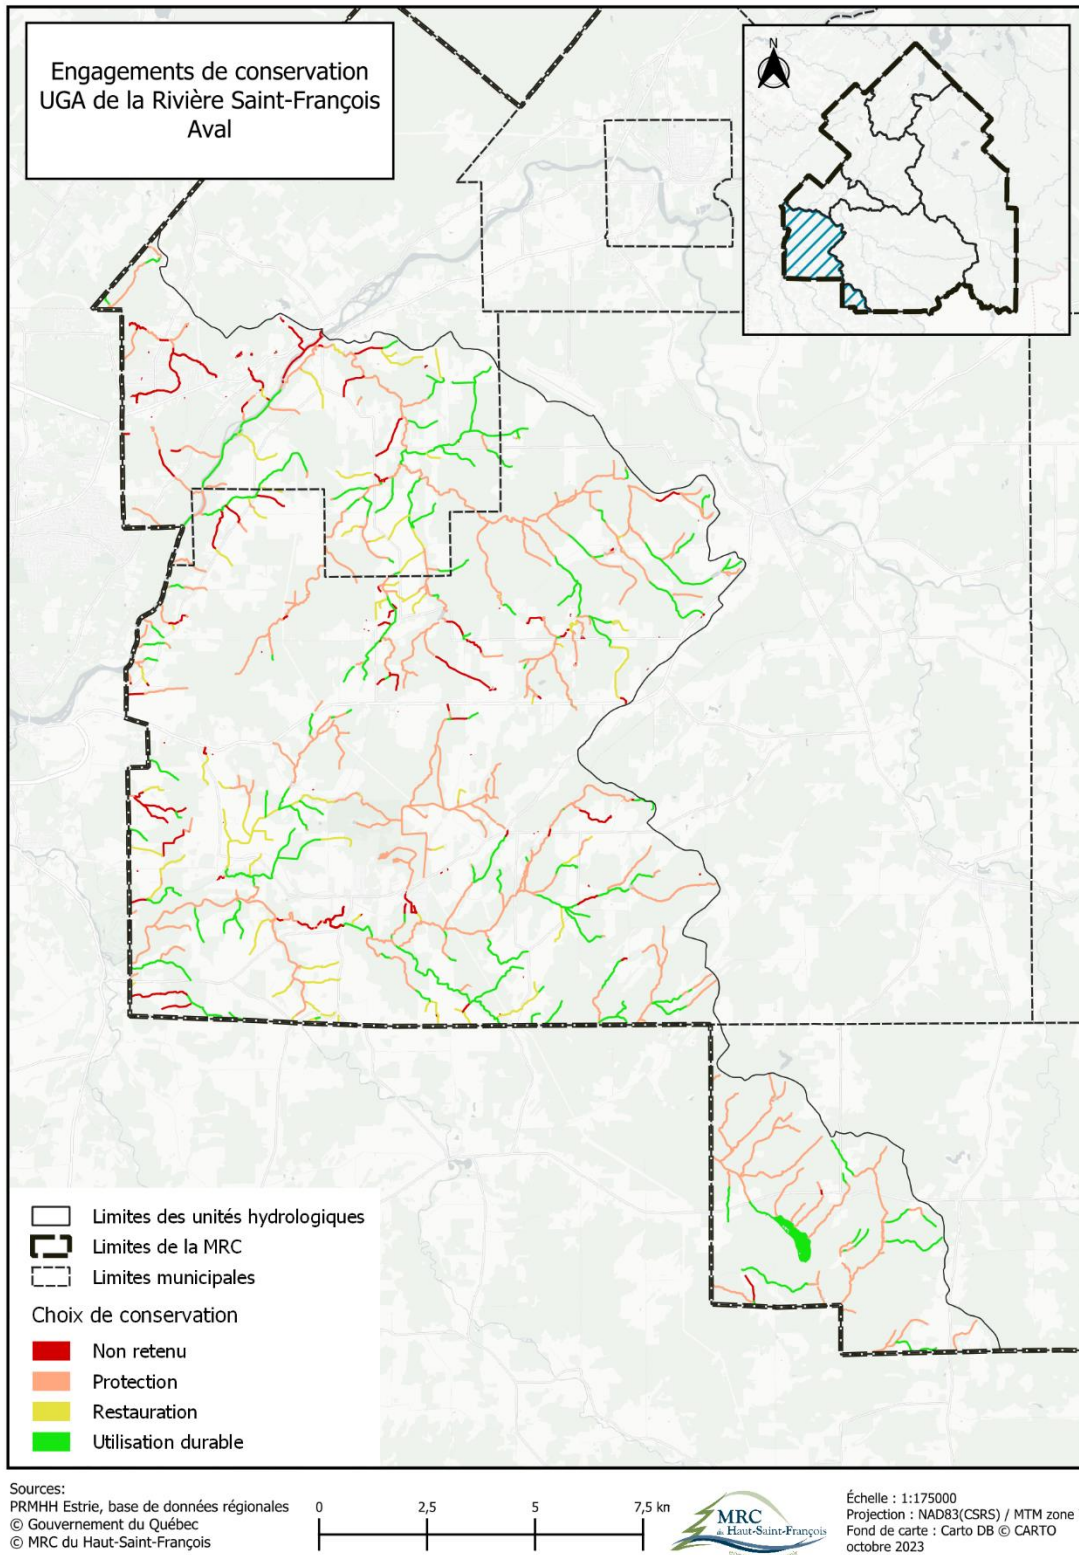 Engagements de conservation
UGA de la Rivière Saint-François
Aval
N
Limites des unités hydrologiques
Limites de la MRC
Limites municipales
Choix de conservation
Non retenu
Protection
Restauration
Utilisation durable
Sources:
PRMHH Estrie, base de données régionales
© Gouvernement du Québec
© MRC du Haut-Saint-François
0 2,5 5 7,5 kn
MRC
du Haut-Saint-François
Échelle : 1:175000
Projection : NAD83(CSRS) / MTM zone
Fond de carte : Carto DB © CARTO
octobre 2023